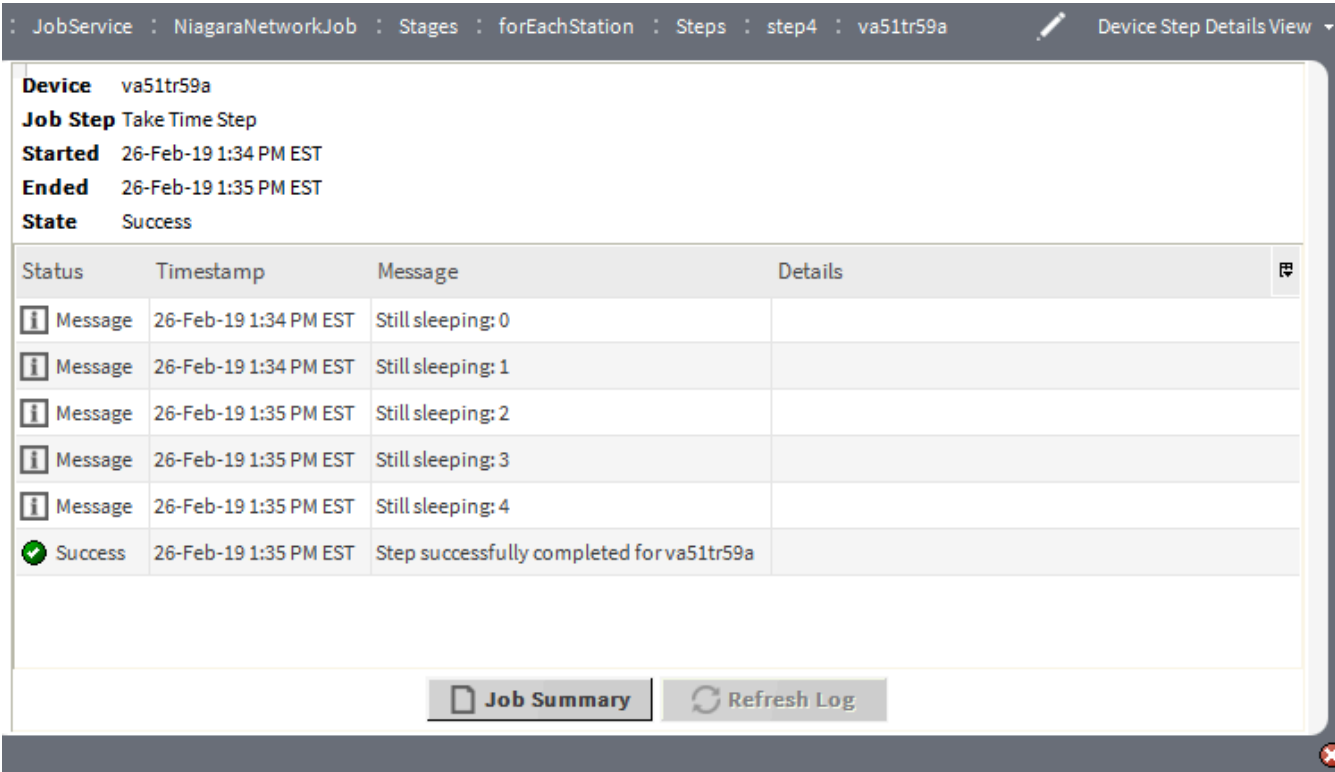 : JobService : NiagaraNetworkJob : Stages : forEachStation : Steps : step4 : va51tr59a Device Step Details View
Device va51tr59a
Job Step Take Time Step
Started 26-Feb-19 1:34 PM EST
Ended 26-Feb-19 1:35 PM EST
State Success
Status Timestamp Message Details
Message 26-Feb-19 1:34 PM EST Still sleeping: 0
Message 26-Feb-19 1:34 PM EST Still sleeping: 1
Message 26-Feb-19 1:35 PM EST Still sleeping: 2
Message 26-Feb-19 1:35 PM EST Still sleeping: 3
Message 26-Feb-19 1:35 PM EST Still sleeping: 4
Success 26-Feb-19 1:35 PM EST Step successfully completed for va51tr59a
Job Summary Refresh Log